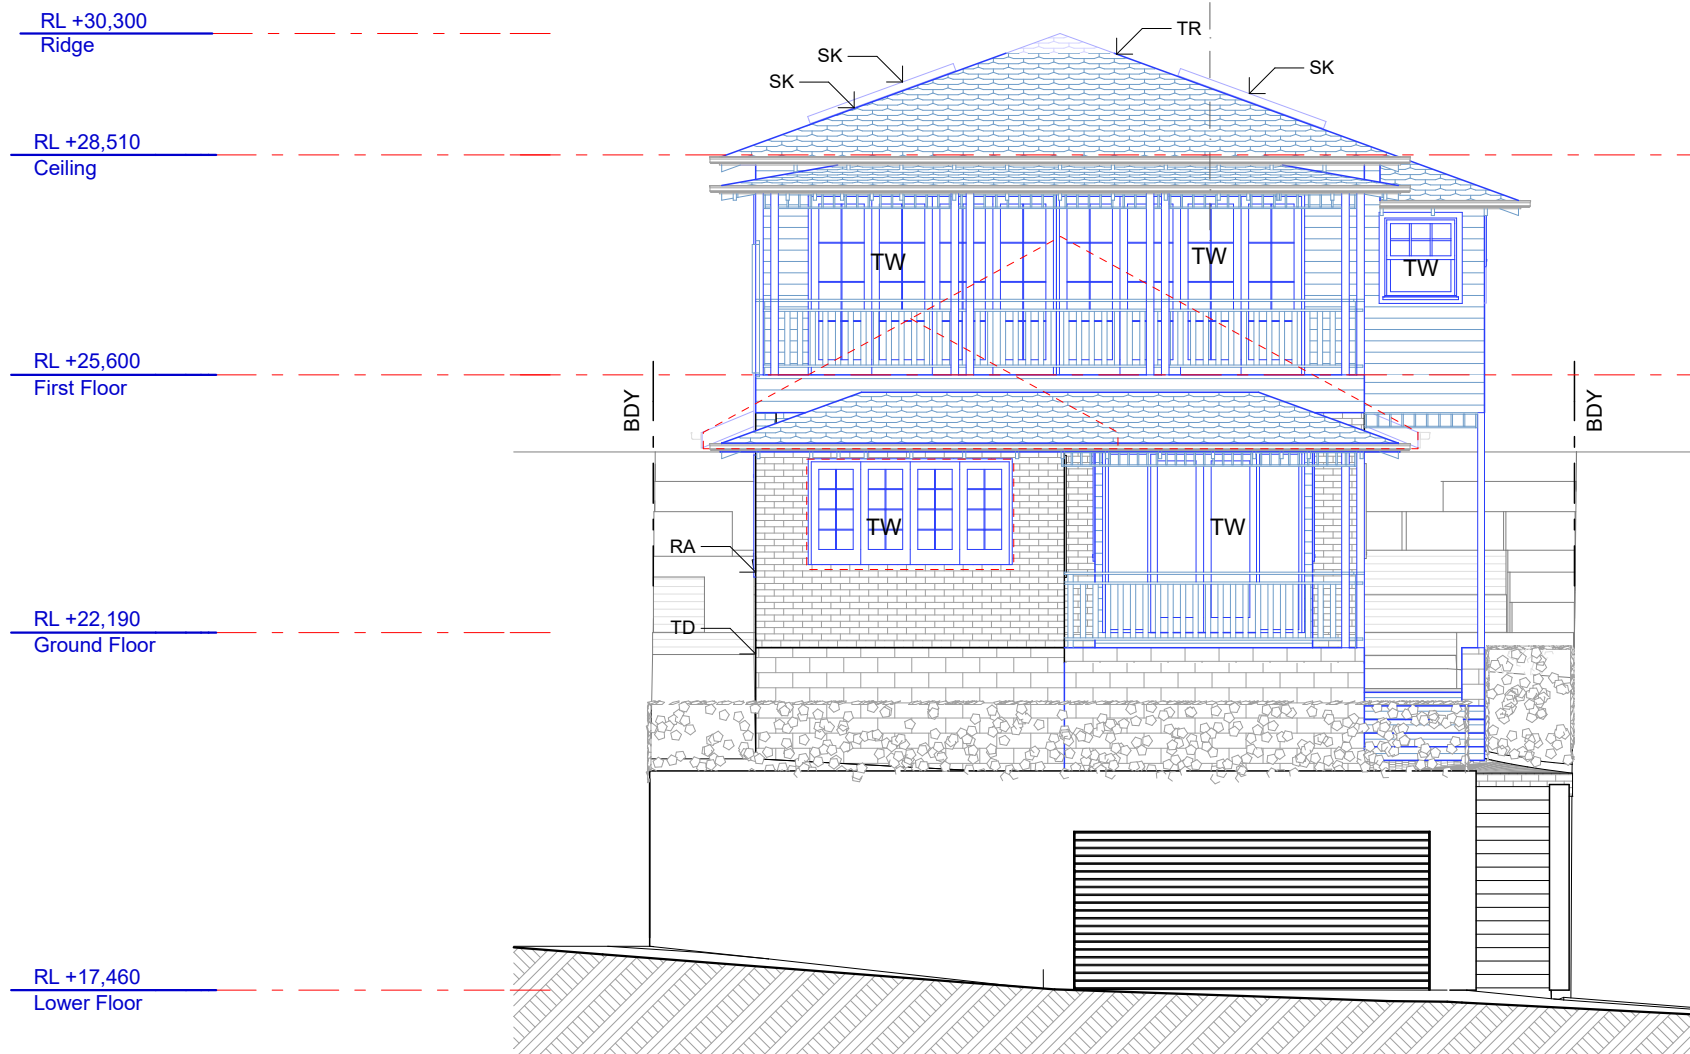 RL +30,300
Ridge
TR
SK
SK
SK
RL +28,510
Ceiling
TW
TW
TW
RL +25,600
First Floor
BDY
BDY
TW
TW
RA
RL +22,190
Ground Floor
TD
RL +17,460
Lower Floor